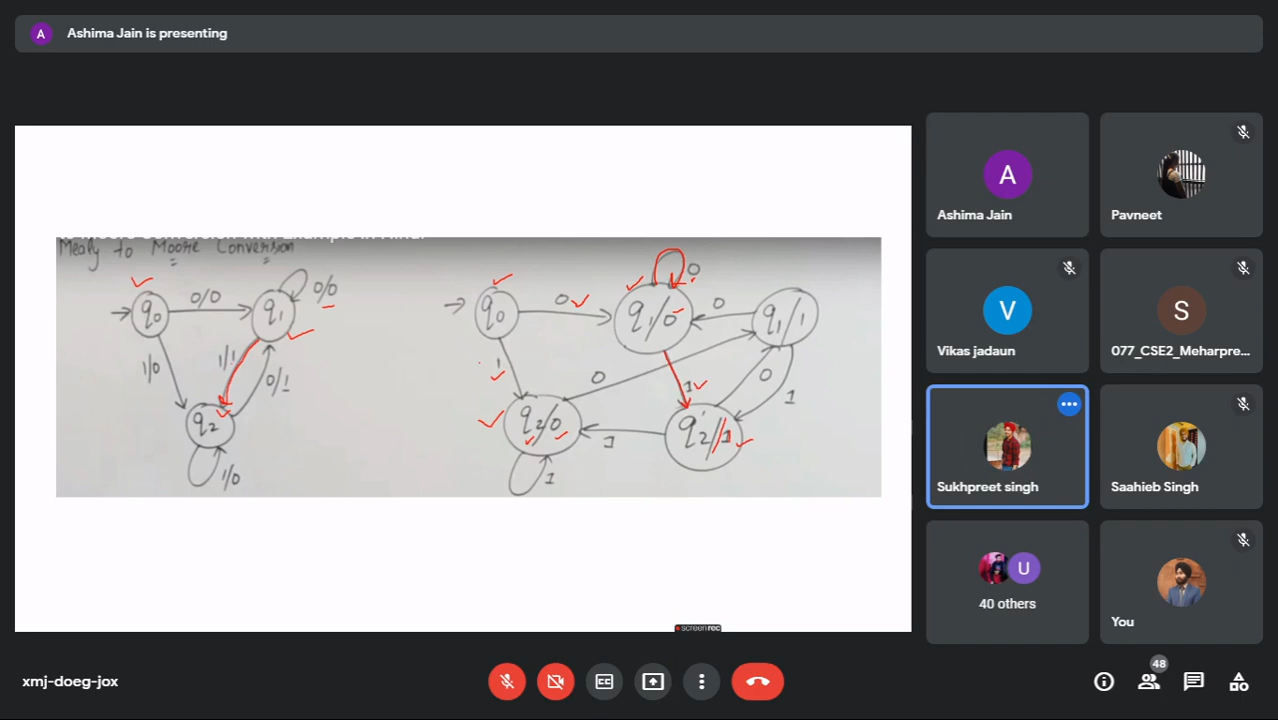 A Ashima Jain is presenting
Mealy to Moore Conversion
q0 0/0 q1 0/0
1/0 1/1 0/1
q2 1/0
q0 0 q1/0 0 0 q1/1
1 0 1 0 1
q2/0 1 q2/1
1
screenrec
A
Ashima Jain
Pavneet
V
Vikas jadaun
S
077_CSE2_Meharpre...
Sukhpreet singh
Saahieb Singh
U
40 others
You
xmj-doeg-jox
CC
48